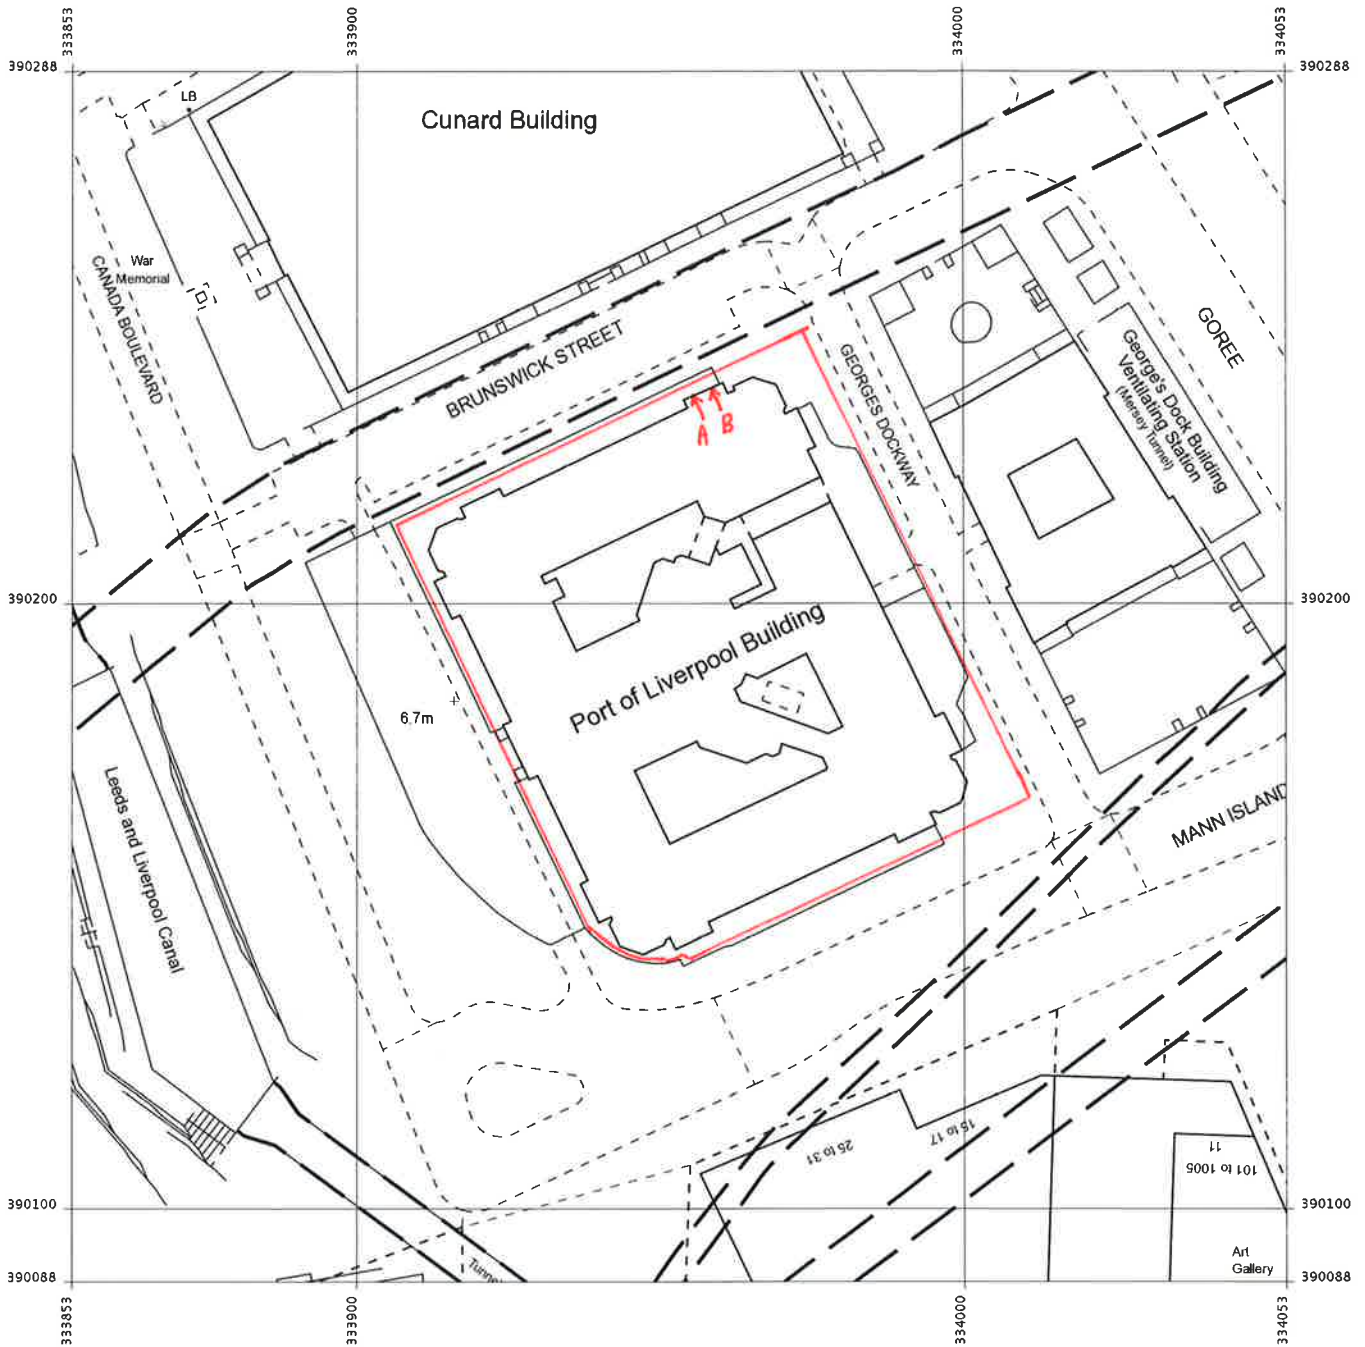 333853
333900
334000
334053
390288
390288
LB
Cunard Building
War
Memorial
CANADA BOULEVARD
BRUNSWICK STREET
GEORGES DOCKWAY
GOREE
George's Dock Building
Ventilating Station
(Mersey Tunnel)
A
B
390200
390200
Port of Liverpool Building
6.7m
Leeds and Liverpool Canal
MANN ISLAND
25 to 31
15 to 17
11
101 to 1005
390100
390100
Art
Gallery
Tunnel
390088
390088
333853
333900
334000
334053